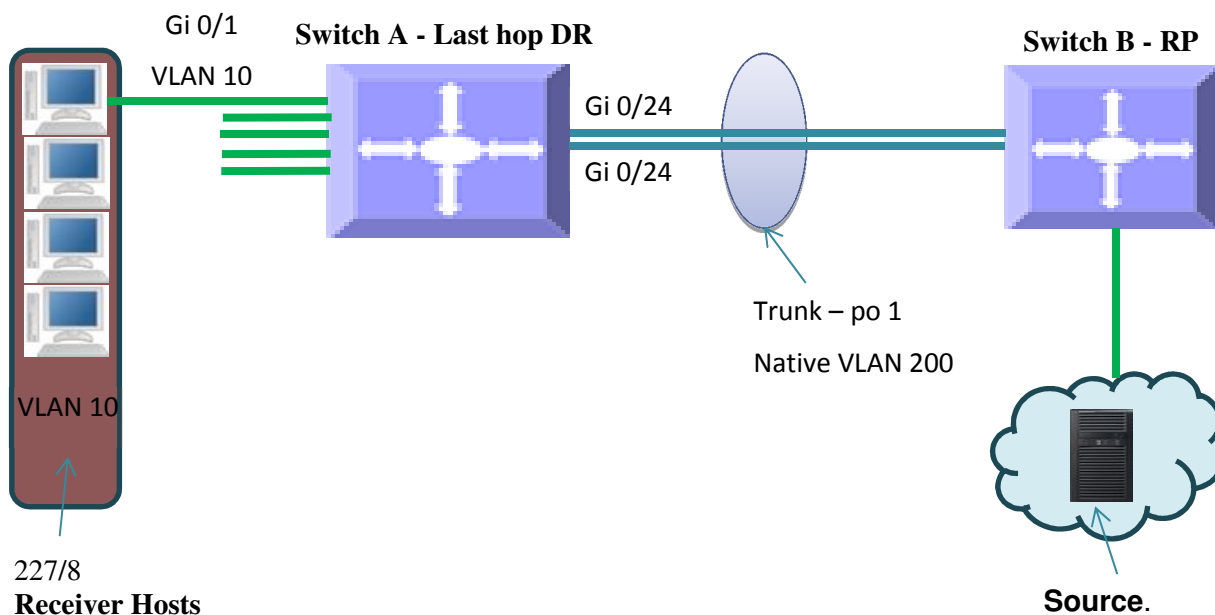 Gi 0/1
VLAN 10
Switch A - Last hop DR
Switch B - RP
Gi 0/24
Gi 0/24
Trunk – po 1
Native VLAN 200
VLAN 10
227/8
Receiver Hosts
Source.